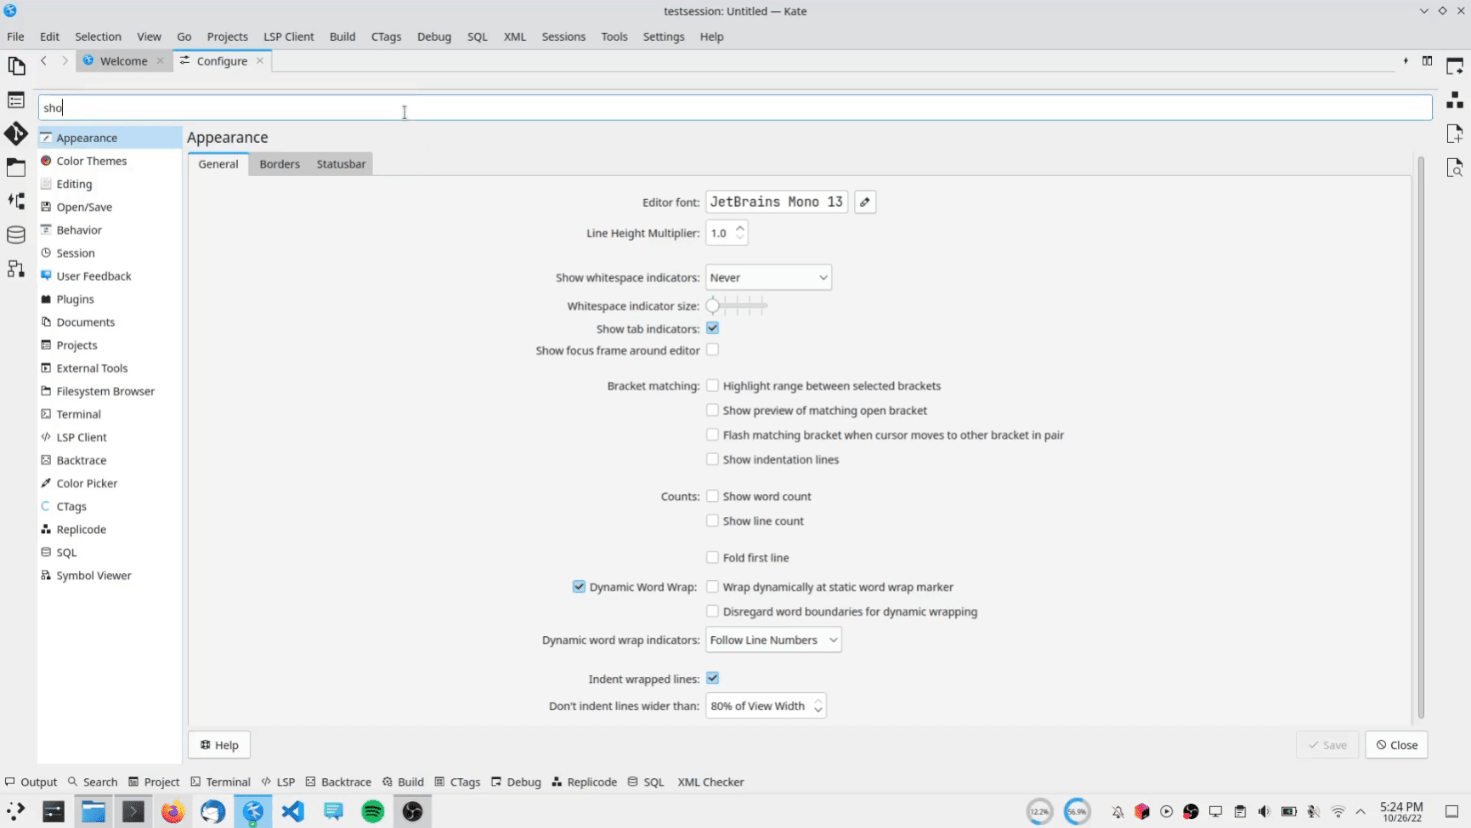 testsession: Untitled — Kate
File Edit Selection View Go Projects LSP Client Build CTags Debug SQL XML Sessions Tools Settings Help
Welcome Configure
sho
Appearance
Color Themes
Editing
Open/Save
Behavior
Session
User Feedback
Plugins
Documents
Projects
External Tools
Filesystem Browser
Terminal
LSP Client
Backtrace
Color Picker
CTags
Replicode
SQL
Symbol Viewer
Appearance
General Borders Statusbar
Editor font: JetBrains Mono 13
Line Height Multiplier: 1.0
Show whitespace indicators: Never
Whitespace indicator size:
Show tab indicators:
Show focus frame around editor
Bracket matching: Highlight range between selected brackets
Show preview of matching open bracket
Flash matching bracket when cursor moves to other bracket in pair
Show indentation lines
Counts: Show word count
Show line count
Fold first line
Dynamic Word Wrap: Wrap dynamically at static word wrap marker
Disregard word boundaries for dynamic wrapping
Dynamic word wrap indicators: Follow Line Numbers
Indent wrapped lines:
Don't indent lines wider than: 80% of View Width
Help Save Close
Output Search Project Terminal LSP Backtrace Build CTags Debug Replicode SQL XML Checker
12.2% 56.9% 5:24 PM
10/26/22